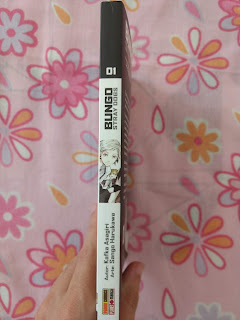 01
BUNGO
STRAY DOGS
Autor: Kafka Asagiri
Arte: Sango Harukawa